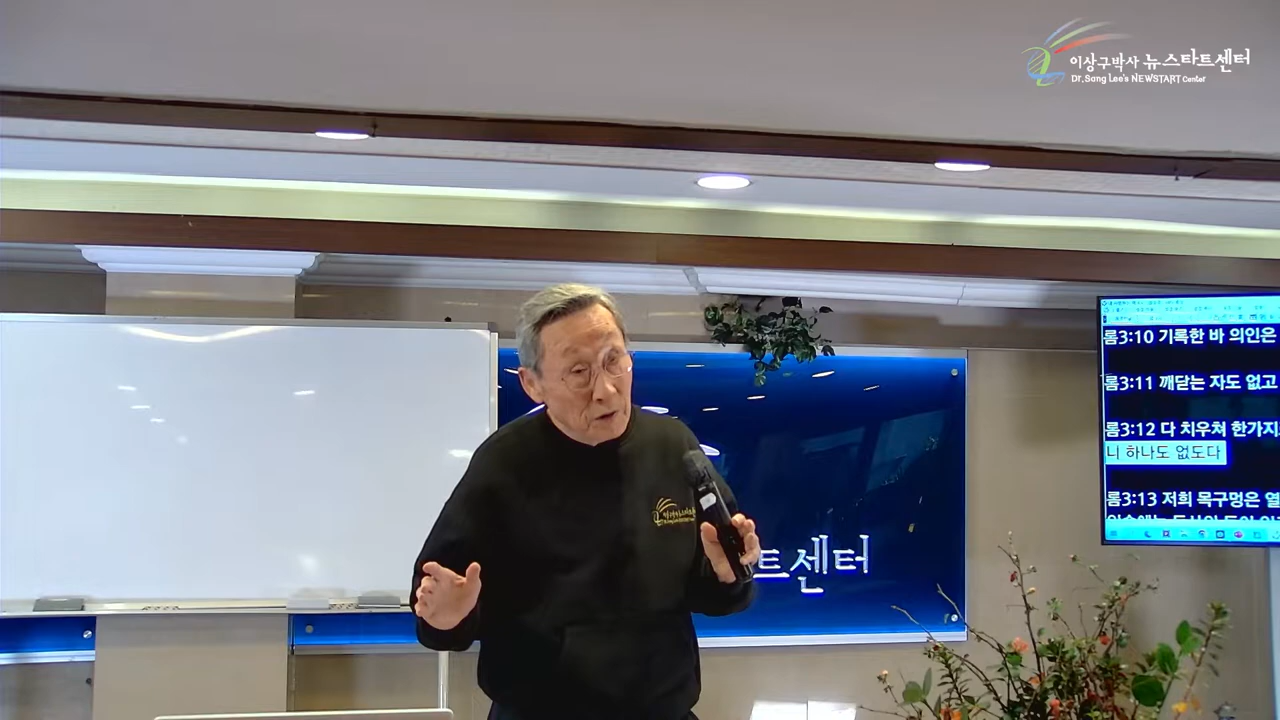 이상구박사 뉴스타트센터
Dr. Sang Lee's NEWSTART Center
롬3:10 기록한 바 의인은
롬3:11 깨닫는 자도 없고
롬3:12 다 치우쳐 한가지
니 하나도 없도다
롬3:13 저희 목구멍은 열
트센터